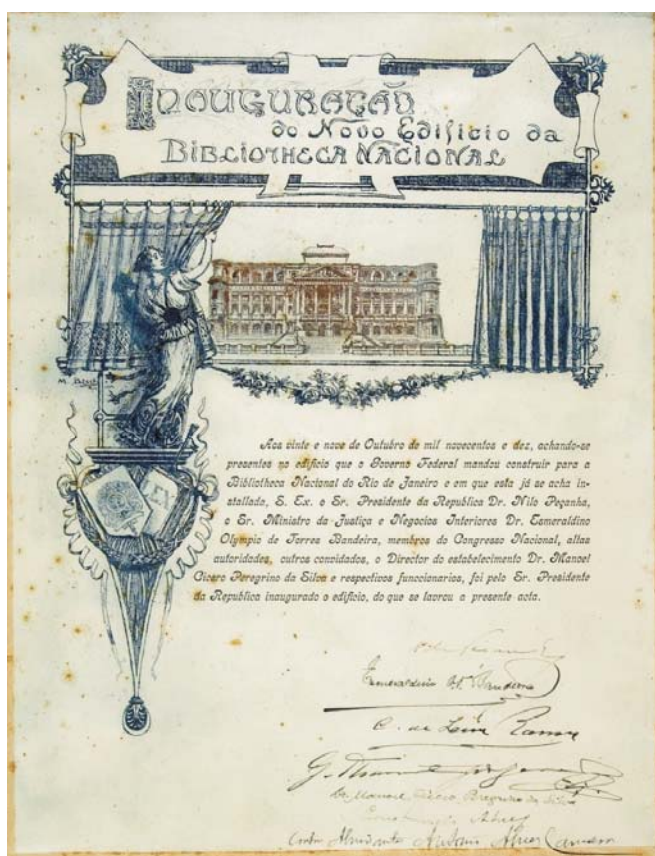 INAUGURAÇÃO
do Novo Edificio da
BIBLIOTHECA NACIONAL
Aos vinte e nove de Outubro de mil novecentos e dez, achando-se
presentes no edificio que o Governo Federal mandou construir para a
Bibliotheca Nacional do Rio de Janeiro e em que esta já se acha in-
stallada, S. Ex. o Sr. Presidente da Republica Dr. Nilo Peçanha,
o Sr. Ministro da Justiça e Negocios Interiores Dr. Esmeraldino
Olympio de Torres Bandeira, membros do Congresso Nacional, altas
autoridades, outros convidados, o Director do estabelecimento Dr. Manoel
Cicero Peregrino da Silva e respectivos funccionarios, foi pelo Sr. Presidente
da Republica inaugurado o edificio, do que se lavrou a presente acta.
Esmeraldino Bandeira
Dr. Manoel Cicero Peregrino da Silva
Antonio Alves